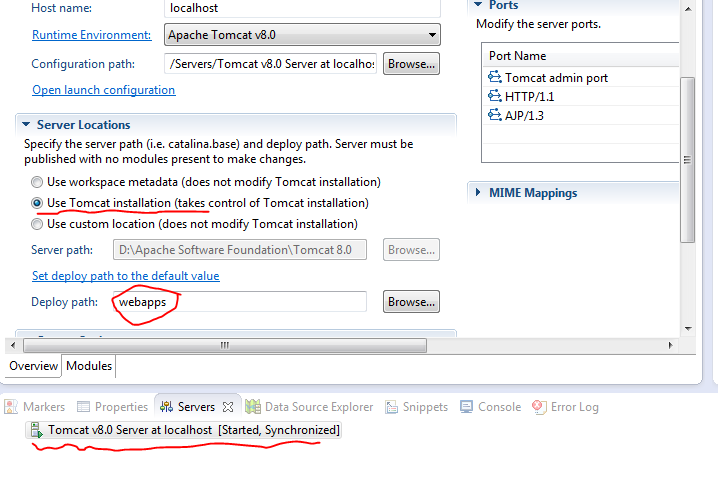 Host name: localhost
Runtime Environment: Apache Tomcat v8.0
Configuration path: /Servers/Tomcat v8.0 Server at localhos Browse...
Open launch configuration
Server Locations
Specify the server path (i.e. catalina.base) and deploy path. Server must be
published with no modules present to make changes.
Use workspace metadata (does not modify Tomcat installation)
Use Tomcat installation (takes control of Tomcat installation)
Use custom location (does not modify Tomcat installation)
Server path: D:\Apache Software Foundation\Tomcat 8.0 Browse...
Set deploy path to the default value
Deploy path: webapps Browse...
Ports
Modify the server ports.
Port Name
Tomcat admin port
HTTP/1.1
AJP/1.3
MIME Mappings
Overview Modules
Markers Properties Servers Data Source Explorer Snippets Console Error Log
Tomcat v8.0 Server at localhost [Started, Synchronized]